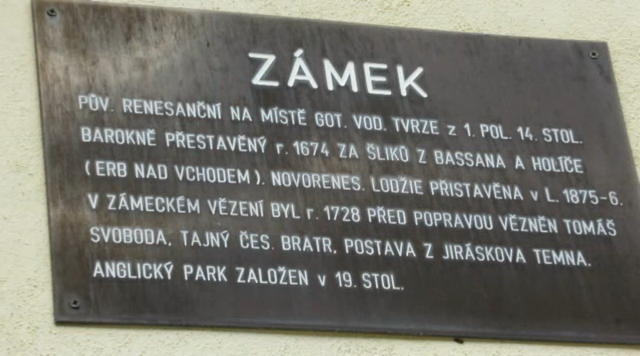 ZÁMEK
PŮV. RENESANČNÍ NA MÍSTĚ GOT. VOD. TVRZE z 1. POL. 14. STOL.
BAROKNĚ PŘESTAVĚNÝ r. 1674 ZA ŠLIKŮ Z BASSANA A HOLÍČE
(ERB NAD VCHODEM). NOVORENES. LODŽIE PŘISTAVĚNA v L. 1875-6.
V ZÁMECKÉM VĚZENÍ BYL r. 1728 PŘED POPRAVOU VĚZNĚN TOMÁŠ
SVOBODA, TAJNÝ ČES. BRATR, POSTAVA Z JIRÁSKOVA TEMNA.
ANGLICKÝ PARK ZALOŽEN v 19. STOL.